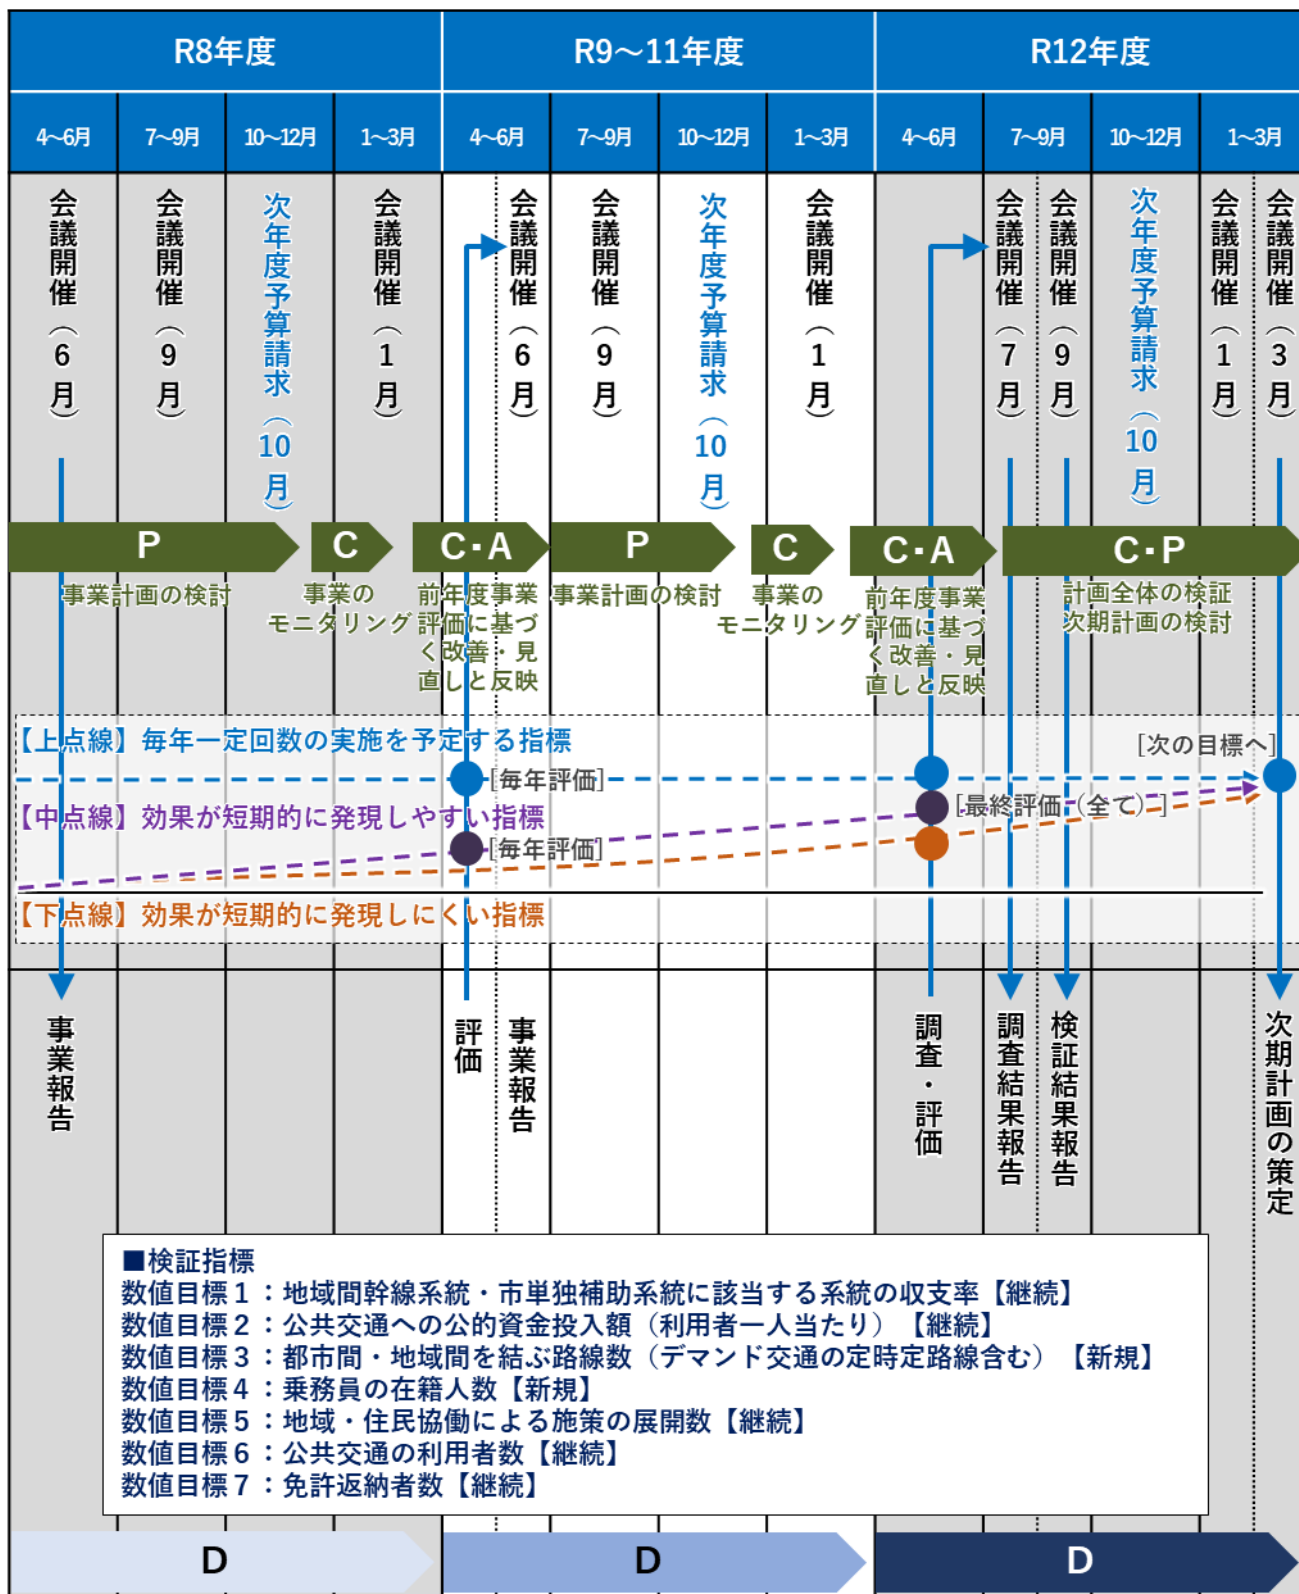 R8年度
R9～11年度
R12年度
4～6月
7～9月
10～12月
1～3月
4～6月
7～9月
10～12月
1～3月
4～6月
7～9月
10～12月
1～3月
会議開催（6月）
会議開催（9月）
次年度予算請求（10月）
会議開催（1月）
会議開催（6月）
会議開催（9月）
次年度予算請求（10月）
会議開催（1月）
会議開催（7月）
会議開催（9月）
次年度予算請求（10月）
会議開催（1月）
会議開催（3月）
P
C
C・A
P
C
C・A
C・P
事業計画の検討
事業の
モニタリング
前年度事業
評価に基づ
く改善・見
直しと反映
事業計画の検討
事業の
モニタリング
前年度事業
評価に基づ
く改善・見
直しと反映
計画全体の検証
次期計画の検討
【上点線】毎年一定回数の実施を予定する指標
[次の目標へ]
[毎年評価]
【中点線】効果が短期的に発現しやすい指標
[最終評価（全て）]
[毎年評価]
【下点線】効果が短期的に発現しにくい指標
事業報告
評価
事業報告
調査・評価
調査結果報告
検証結果報告
次期計画の策定
■検証指標
数値目標１：地域間幹線系統・市単独補助系統に該当する系統の収支率【継続】
数値目標２：公共交通への公的資金投入額（利用者一人当たり）【継続】
数値目標３：都市間・地域間を結ぶ路線数（デマンド交通の定時定路線含む）【新規】
数値目標４：乗務員の在籍人数【新規】
数値目標５：地域・住民協働による施策の展開数【継続】
数値目標６：公共交通の利用者数【継続】
数値目標７：免許返納者数【継続】
D
D
D